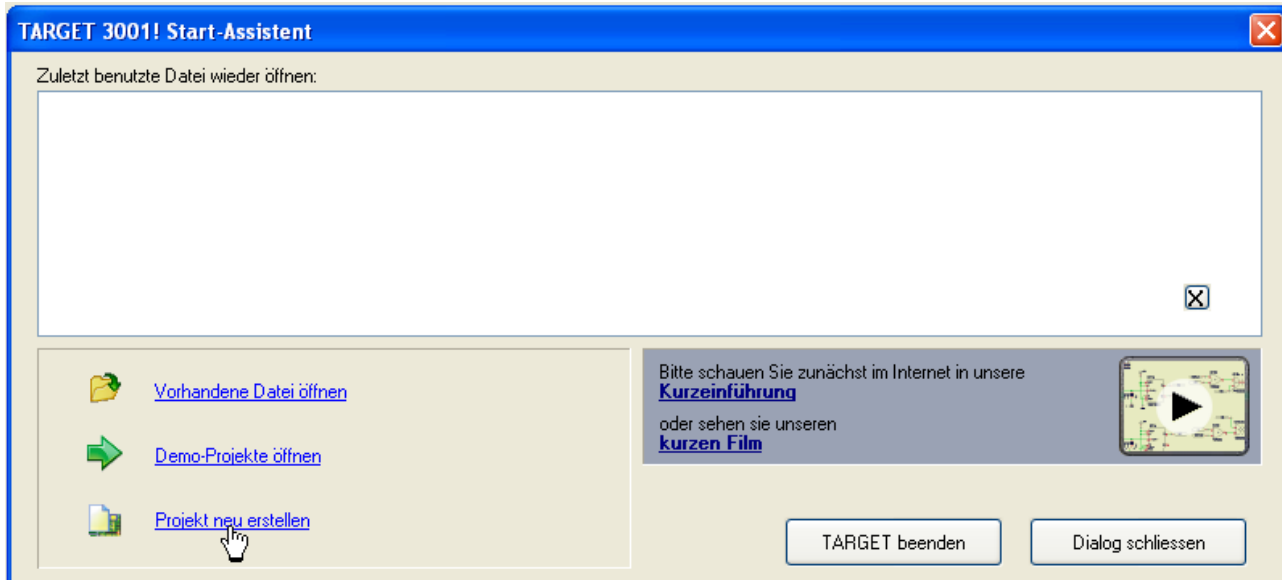 TARGET 3001! Start-Assistent
Zuletzt benutzte Datei wieder öffnen:
Vorhandene Datei öffnen
Demo-Projekte öffnen
Projekt neu erstellen
Bitte schauen Sie zunächst im Internet in unsere
Kurzeinführung
oder sehen sie unseren
kurzen Film
TARGET beenden
Dialog schliessen